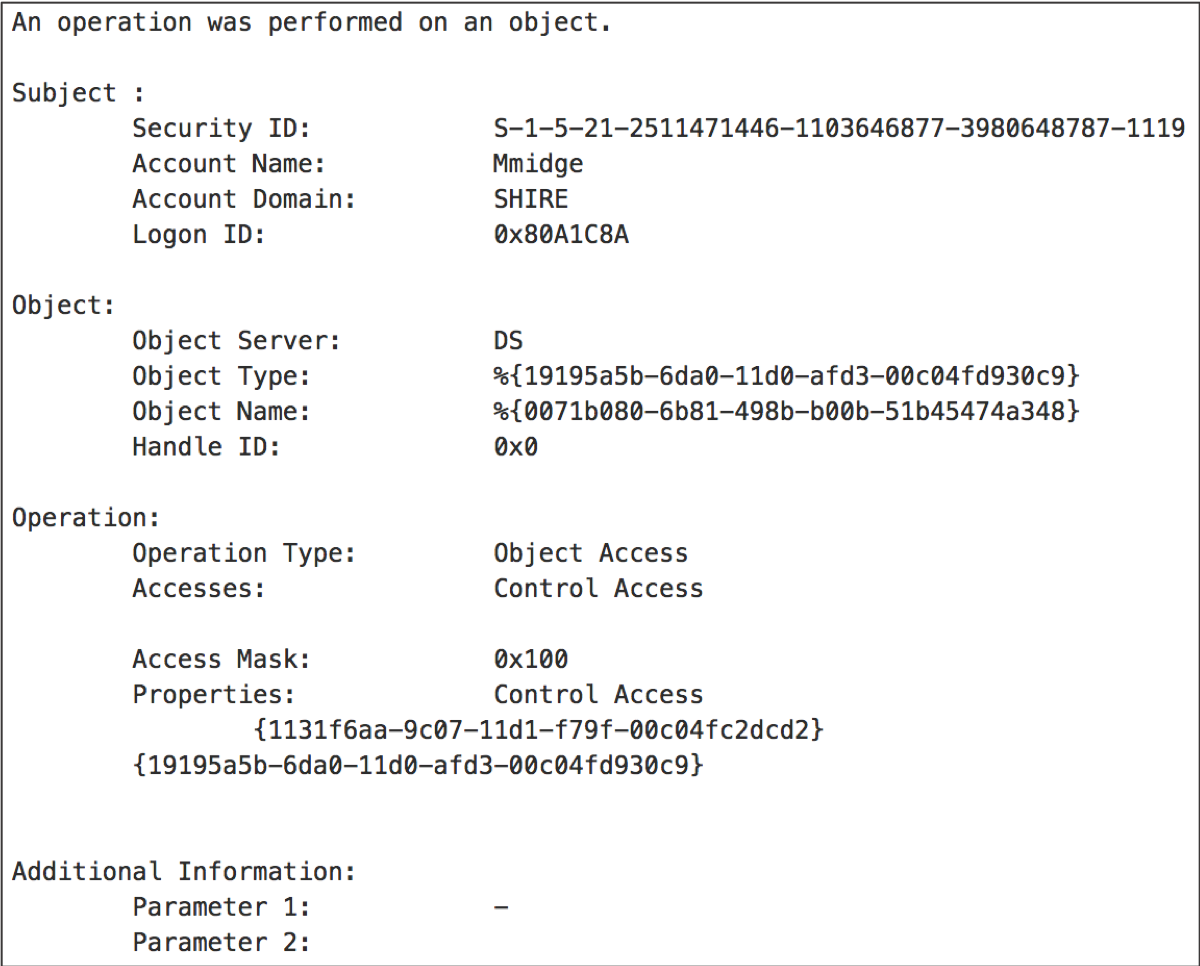 An operation was performed on an object.
Subject :
Security ID: S-1-5-21-2511471446-1103646877-3980648787-1119
Account Name: Mmidge
Account Domain: SHIRE
Logon ID: 0x80A1C8A
Object:
Object Server: DS
Object Type: %{19195a5b-6da0-11d0-afd3-00c04fd930c9}
Object Name: %{0071b080-6b81-498b-b00b-51b45474a348}
Handle ID: 0x0
Operation:
Operation Type: Object Access
Accesses: Control Access
Access Mask: 0x100
Properties: Control Access
{1131f6aa-9c07-11d1-f79f-00c04fc2dcd2}
{19195a5b-6da0-11d0-afd3-00c04fd930c9}
Additional Information:
Parameter 1: -
Parameter 2: